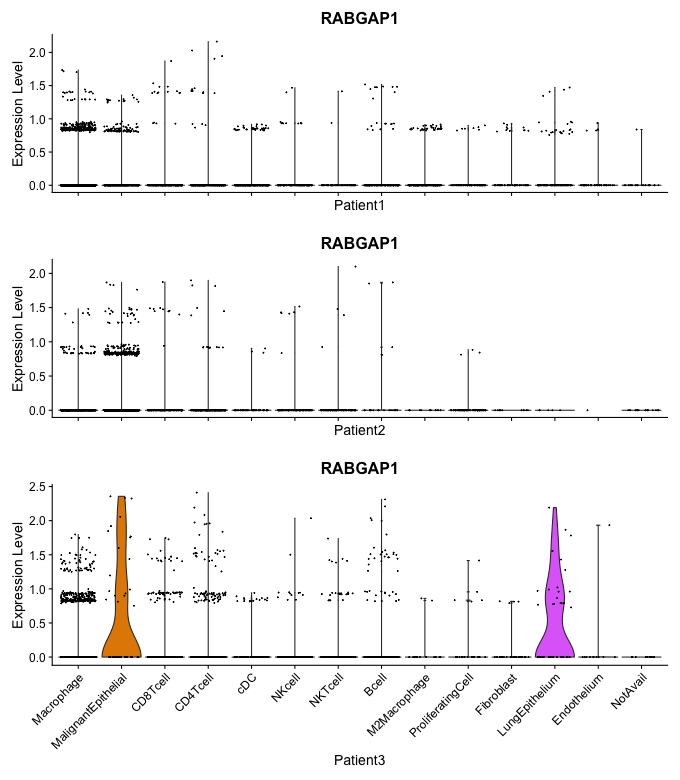 RABGAP1
Expression Level
2.0
1.5
1.0
0.5
0.0
Patient1
RABGAP1
Expression Level
2.0
1.5
1.0
0.5
0.0
Patient2
RABGAP1
Expression Level
2.5
2.0
1.5
1.0
0.5
0.0
Macrophage
MalignantEpithelial
CD8Tcell
CD4Tcell
cDC
NKcell
NKTcell
Bcell
M2Macrophage
ProliferatingCell
Fibroblast
LungEpithelium
Endothelium
NotAvail
Patient3